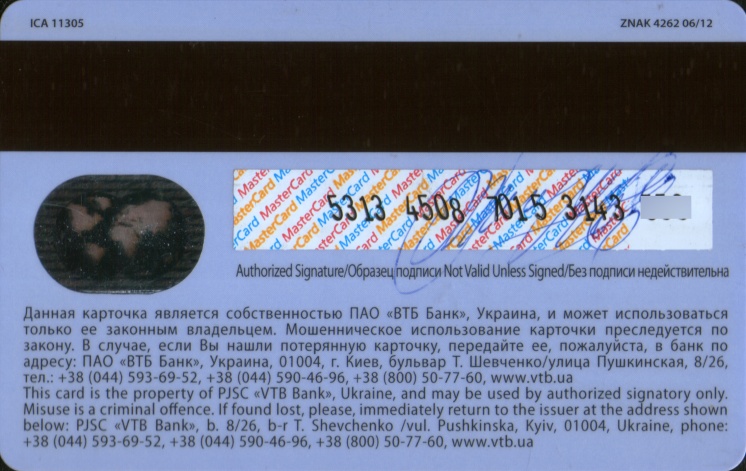 ICA 11305
ZNAK 4262 06/12
5313 4508 7015 3143
Authorized Signature/Образец подписи Not Valid Unless Signed/Без подписи недействительна
Данная карточка является собственностью ПАО «ВТБ Банк», Украина, и может использоваться
только ее законным владельцем. Мошенническое использование карточки преследуется по
закону. В случае, если Вы нашли потерянную карточку, передайте ее, пожалуйста, в банк по
адресу: ПАО «ВТБ Банк», Украина, 01004, г. Киев, бульвар Т. Шевченко/улица Пушкинская, 8/26,
тел.: +38 (044) 593-69-52, +38 (044) 590-46-96, +38 (800) 50-77-60, www.vtb.ua
This card is the property of PJSC «VTB Bank», Ukraine, and may be used by authorized signatory only.
Misuse is a criminal offence. If found lost, please, immediately return to the issuer at the address shown
below: PJSC «VTB Bank», b. 8/26, b-r T. Shevchenko /vul. Pushkinska, Kyiv, 01004, Ukraine, phone:
+38 (044) 593-69-52, +38 (044) 590-46-96, +38 (800) 50-77-60, www.vtb.ua